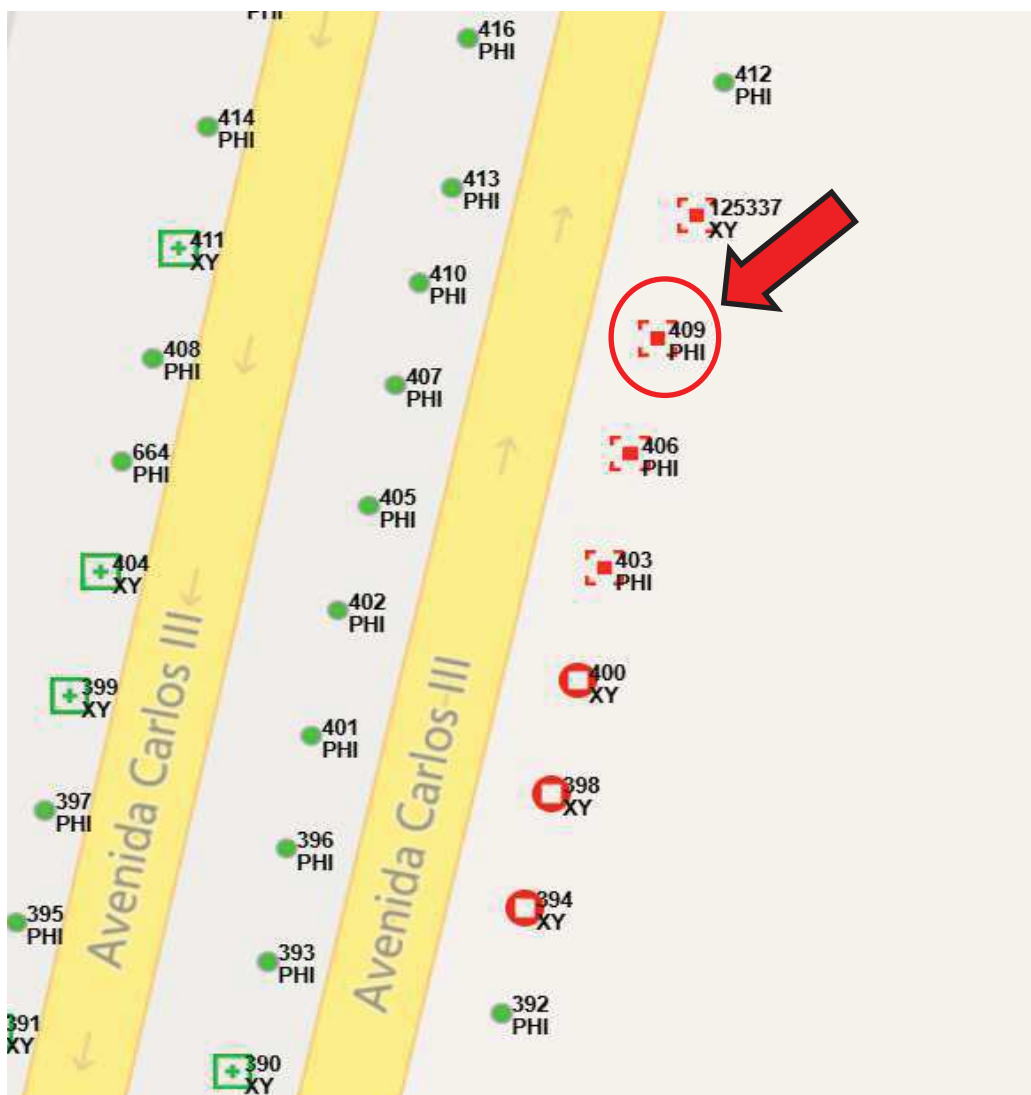 PHI
416
PHI
412
PHI
414
PHI
413
PHI
125337
XY
411
XY
410
PHI
409
PHI
408
PHI
407
PHI
406
PHI
664
PHI
405
PHI
404
XY
403
PHI
402
PHI
400
XY
399
XY
Avenida Carlos III
Avenida Carlos III
401
PHI
398
XY
397
PHI
396
PHI
394
XY
395
PHI
393
PHI
392
PHI
391
XY
390
XY